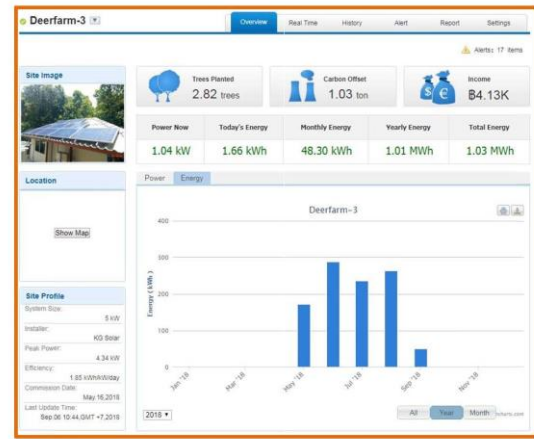 Deerfarm-3
Overview Real Time History Alert Report Settings
Alerts: 17 items
Site Image
Trees Planted
2.82 trees
Carbon Offset
1.03 ton
Income
฿4.13K
Power Now Today's Energy Monthly Energy Yearly Energy Total Energy
1.04 kW 1.66 kWh 48.30 kWh 1.01 MWh 1.03 MWh
Location
Show Map
Power Energy
Deerfarm-3
Energy (kWh)
400
300
200
100
0
Jan '18 Mar '18 May '18 Jul '18 Sep '18 Nov '18
2018
All Year Month
Site Profile
System Size:
5 kW
Installer:
KG Solar
Peak Power:
4.34 kW
Efficiency:
1.85 kWh/kW/day
Commission Date:
May 16,2018
Last Update Time:
Sep 06 10:44,GMT +7,2018